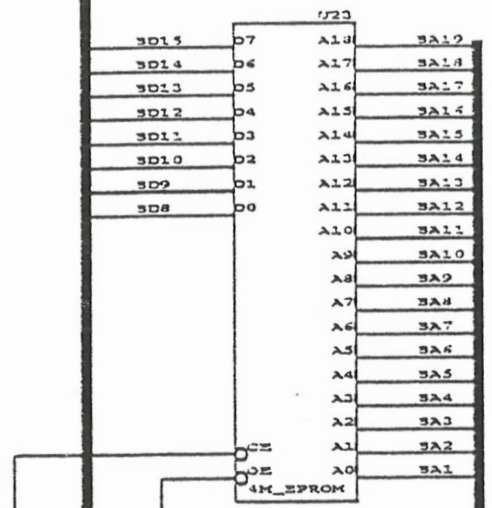 U23
SD15 D7 A18 SA19
SD14 D6 A17 SA18
SD13 D5 A16 SA17
SD12 D4 A15 SA16
SD11 D3 A14 SA15
SD10 D2 A13 SA14
SD9 D1 A12 SA13
SD8 D0 A11 SA12
A10 SA11
A9 SA10
A8 SA9
A7 SA8
A6 SA7
A5 SA6
A4 SA5
A3 SA4
A2 SA3
CE A1 SA2
OE A0 SA1
4M_EPROM